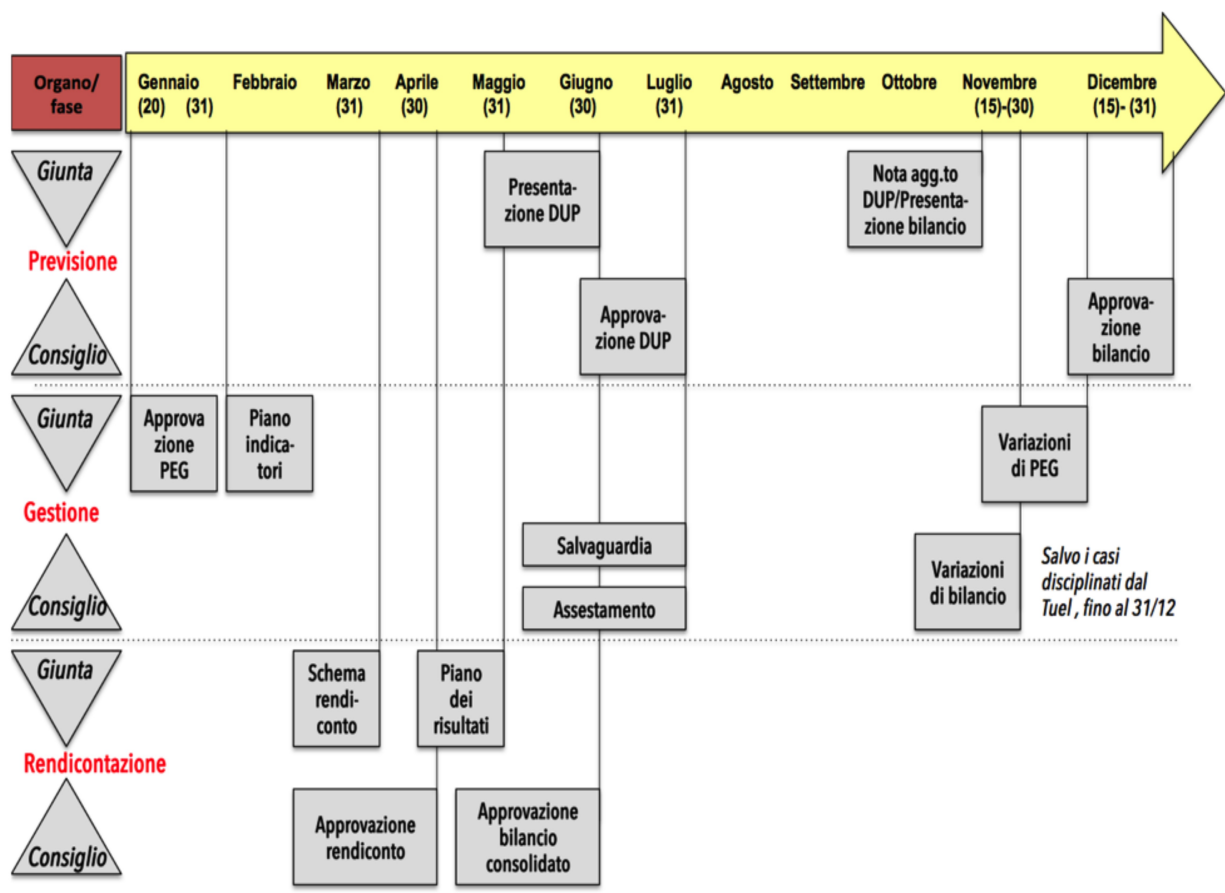 Organo/
fase
Gennaio
(20) (31)
Febbraio
Marzo
(31)
Aprile
(30)
Maggio
(31)
Giugno
(30)
Luglio
(31)
Agosto
Settembre
Ottobre
Novembre
(15)-(30)
Dicembre
(15)- (31)
Giunta
Presenta-
zione DUP
Nota agg.to
DUP/Presenta-
zione bilancio
Previsione
Consiglio
Approva-
zione DUP
Approva-
zione
bilancio
Giunta
Approva
zione
PEG
Piano
indica-
tori
Variazioni
di PEG
Gestione
Consiglio
Salvaguardia
Assestamento
Variazioni
di bilancio
Salvo i casi
disciplinati dal
Tuel , fino al 31/12
Giunta
Schema
rendi-
conto
Piano
dei
risultati
Rendicontazione
Consiglio
Approvazione
rendiconto
Approvazione
bilancio
consolidato